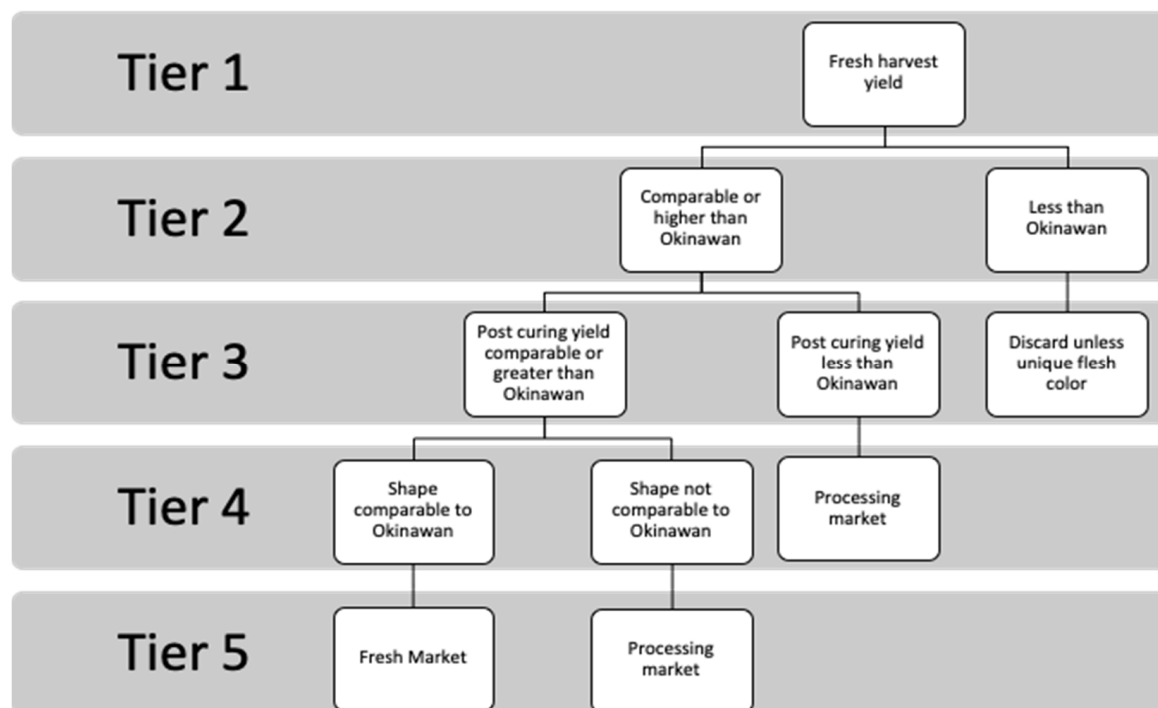 Tier 1
Fresh harvest
yield
Tier 2
Comparable or
higher than
Okinawan
Less than
Okinawan
Tier 3
Post curing yield
comparable or
greater than
Okinawan
Post curing yield
less than
Okinawan
Discard unless
unique flesh
color
Tier 4
Shape
comparable to
Okinawan
Shape not
comparable to
Okinawan
Processing
market
Tier 5
Fresh Market
Processing
market